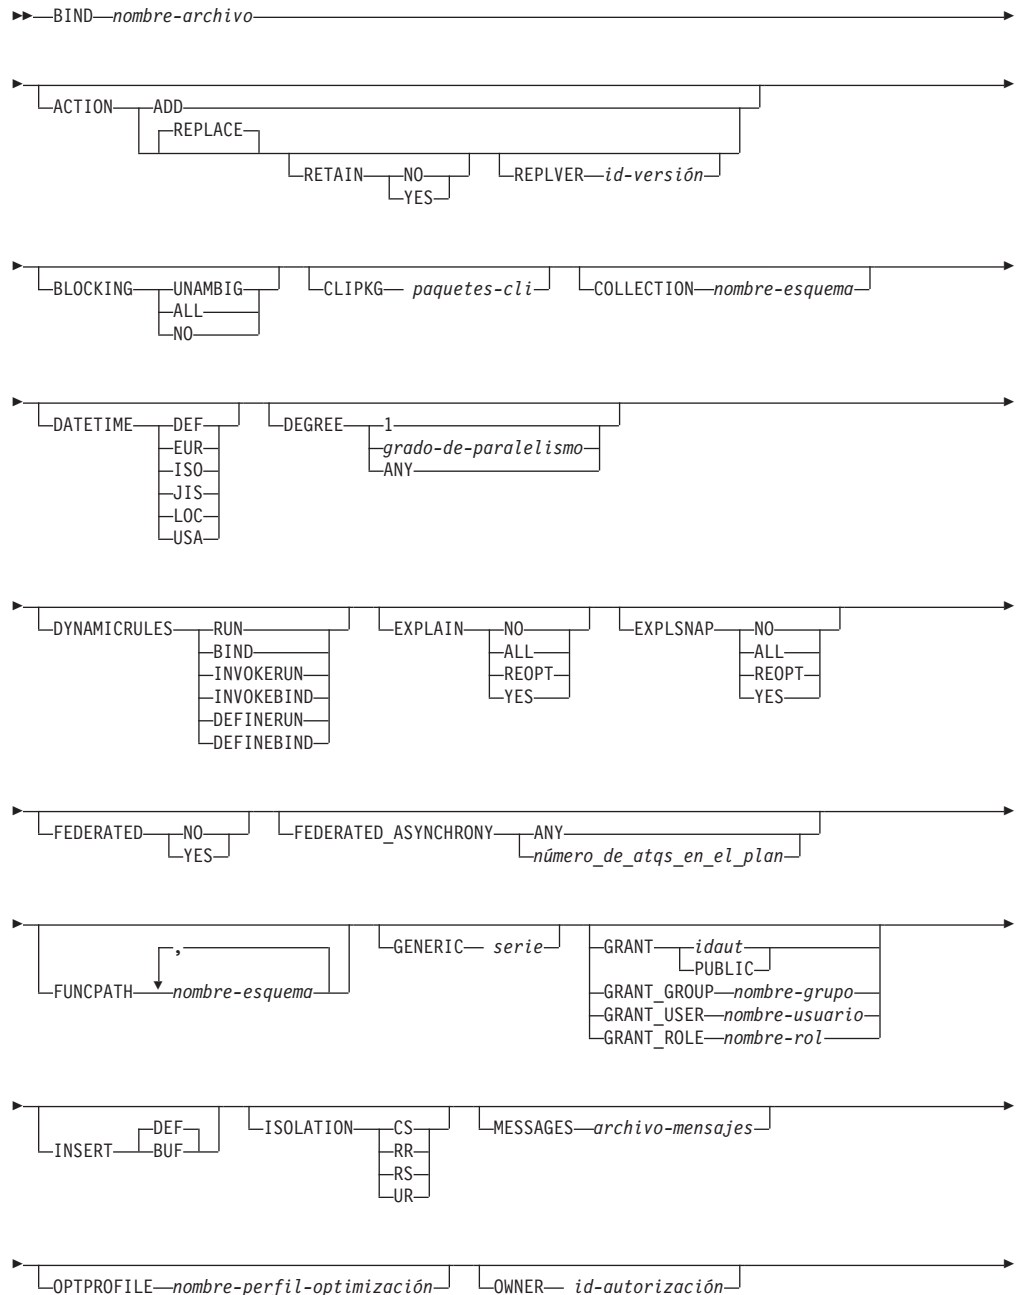 BIND nombre-archivo
ACTION ADD
REPLACE
RETAIN NO REPLVER id-versión
YES
BLOCKING UNAMBIG CLIPKG paquetes-cli COLLECTION nombre-esquema
ALL
NO
DATETIME DEF DEGREE 1
EUR grado-de-paralelismo
ISO ANY
JIS
LOC
USA
DYNAMICRULES RUN EXPLAIN NO EXPLSNAP NO
BIND ALL ALL
INVOKERUN REOPT REOPT
INVOKEBIND YES YES
DEFINERUN
DEFINEBIND
FEDERATED NO FEDERATED_ASYNCHRONY ANY
YES número_de_atqs_en_el_plan
, GENERIC serie GRANT idaut
PUBLIC
FUNCPATH nombre-esquema GRANT_GROUP nombre-grupo
GRANT_USER nombre-usuario
GRANT_ROLE nombre-rol
DEF ISOLATION CS MESSAGES archivo-mensajes
INSERT BUF RR
RS
UR
OPTPROFILE nombre-perfil-optimización OWNER id-autorización